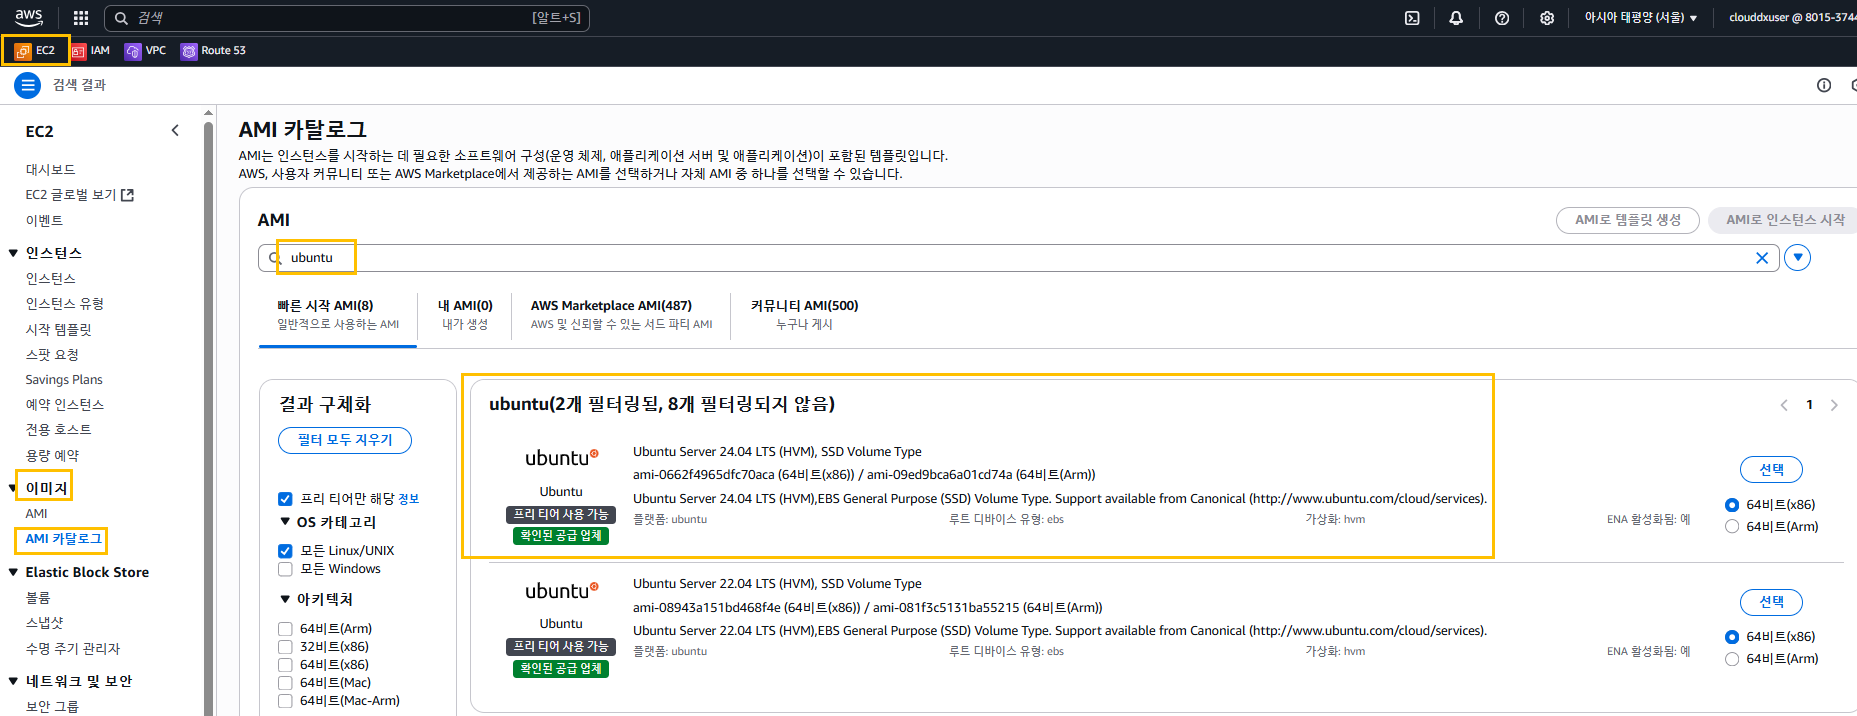 aws
검색
[알트+S]
아시아 태평양 (서울)
clouddxuser @ 8015-3744
EC2
IAM
VPC
Route 53
검색 결과
EC2
대시보드
EC2 글로벌 보기
이벤트
인스턴스
인스턴스
인스턴스 유형
시작 템플릿
스팟 요청
Savings Plans
예약 인스턴스
전용 호스트
용량 예약
이미지
AMI
AMI 카탈로그
Elastic Block Store
볼륨
스냅샷
수명 주기 관리자
네트워크 및 보안
보안 그룹
AMI 카탈로그
AMI는 인스턴스를 시작하는 데 필요한 소프트웨어 구성(운영 체제, 애플리케이션 서버 및 애플리케이션)이 포함된 템플릿입니다.
AWS, 사용자 커뮤니티 또는 AWS Marketplace에서 제공하는 AMI를 선택하거나 자체 AMI 중 하나를 선택할 수 있습니다.
AMI
AMI로 템플릿 생성
AMI로 인스턴스 시작
ubuntu
빠른 시작 AMI(8)
일반적으로 사용하는 AMI
내 AMI(0)
내가 생성
AWS Marketplace AMI(487)
AWS 및 신뢰할 수 있는 서드 파티 AMI
커뮤니티 AMI(500)
누구나 게시
결과 구체화
필터 모두 지우기
프리 티어만 해당 정보
OS 카테고리
모든 Linux/UNIX
모든 Windows
아키텍처
64비트(Arm)
32비트(x86)
64비트(x86)
64비트(Mac)
64비트(Mac-Arm)
ubuntu(2개 필터링됨, 8개 필터링되지 않음)
1
ubuntu
Ubuntu
프리 티어 사용 가능
확인된 공급 업체
Ubuntu Server 24.04 LTS (HVM), SSD Volume Type
ami-0662f4965dfc70aca (64비트(x86)) / ami-09ed9bca6a01cd74a (64비트(Arm))
Ubuntu Server 24.04 LTS (HVM),EBS General Purpose (SSD) Volume Type. Support available from Canonical (http://www.ubuntu.com/cloud/services).
플랫폼: ubuntu
루트 디바이스 유형: ebs
가상화: hvm
ENA 활성화됨: 예
선택
64비트(x86)
64비트(Arm)
ubuntu
Ubuntu
프리 티어 사용 가능
확인된 공급 업체
Ubuntu Server 22.04 LTS (HVM), SSD Volume Type
ami-08943a151bd468f4e (64비트(x86)) / ami-081f3c5131ba55215 (64비트(Arm))
Ubuntu Server 22.04 LTS (HVM),EBS General Purpose (SSD) Volume Type. Support available from Canonical (http://www.ubuntu.com/cloud/services).
플랫폼: ubuntu
루트 디바이스 유형: ebs
가상화: hvm
ENA 활성화됨: 예
선택
64비트(x86)
64비트(Arm)